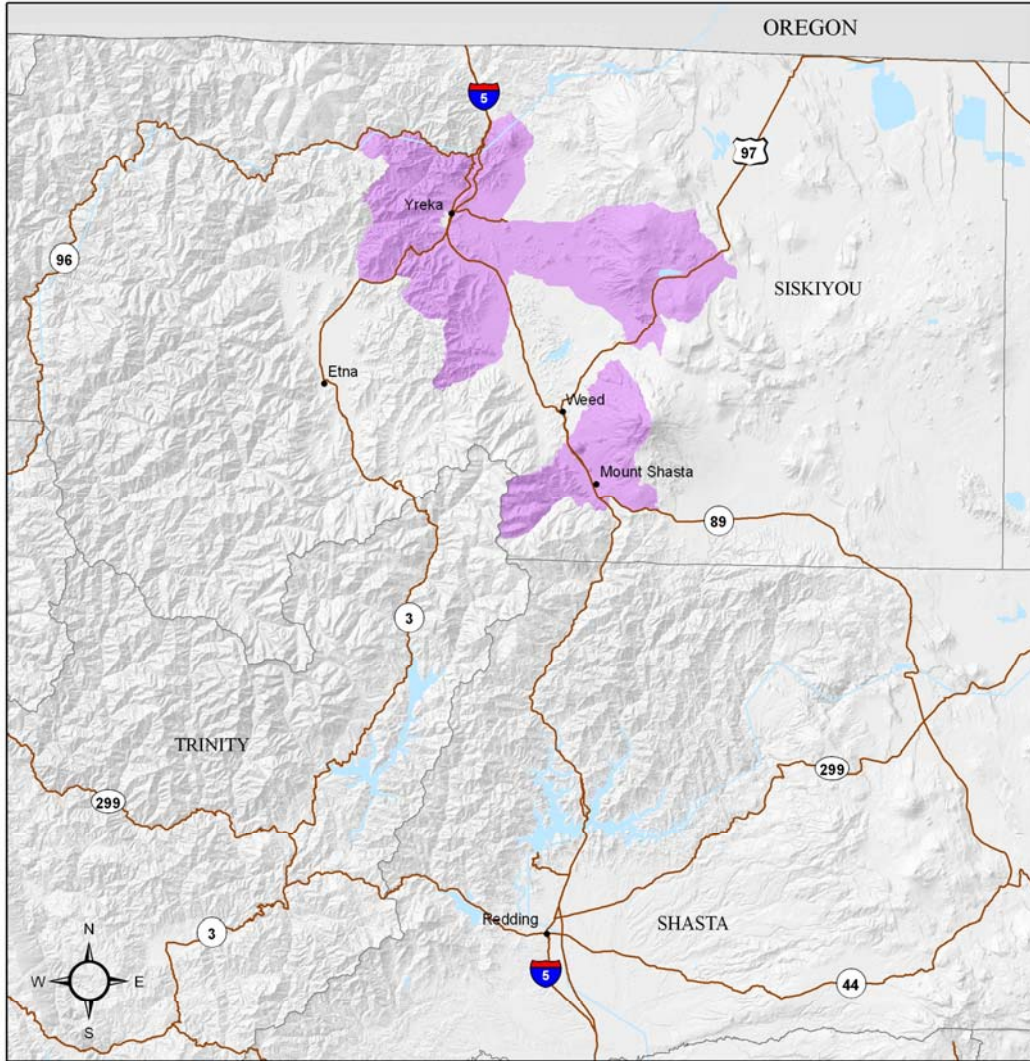 OREGON
5
97
Yreka
96
SISKIYOU
Etna
Weed
Mount Shasta
89
3
TRINITY
299
299
Redding
SHASTA
3
N
W E
S
5
44